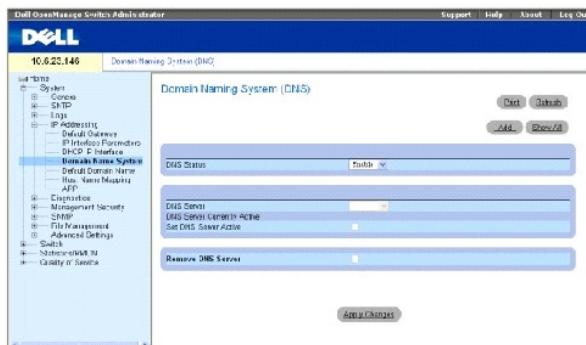 Dell OpenManage Switch Administrator
Support Help About Log Out
DELL
10.6.23.146
Domain Naming System (DNS)
Home
System
General
SNTP
Logs
IP Addressing
Default Gateway
IP Interface Parameters
DHCP IP Interface
Domain Name System
Default Domain Name
Host Name Mapping
ARP
Diagnostics
Management Security
SNMP
File Management
Advanced Settings
Switch
Statistics/RMON
Quality of Service
Domain Naming System (DNS)
Print Refresh
Add Show All
DNS Status Enable
DNS Server
DNS Server Currently Active
Set DNS Server Active
Remove DNS Server
Apply Changes